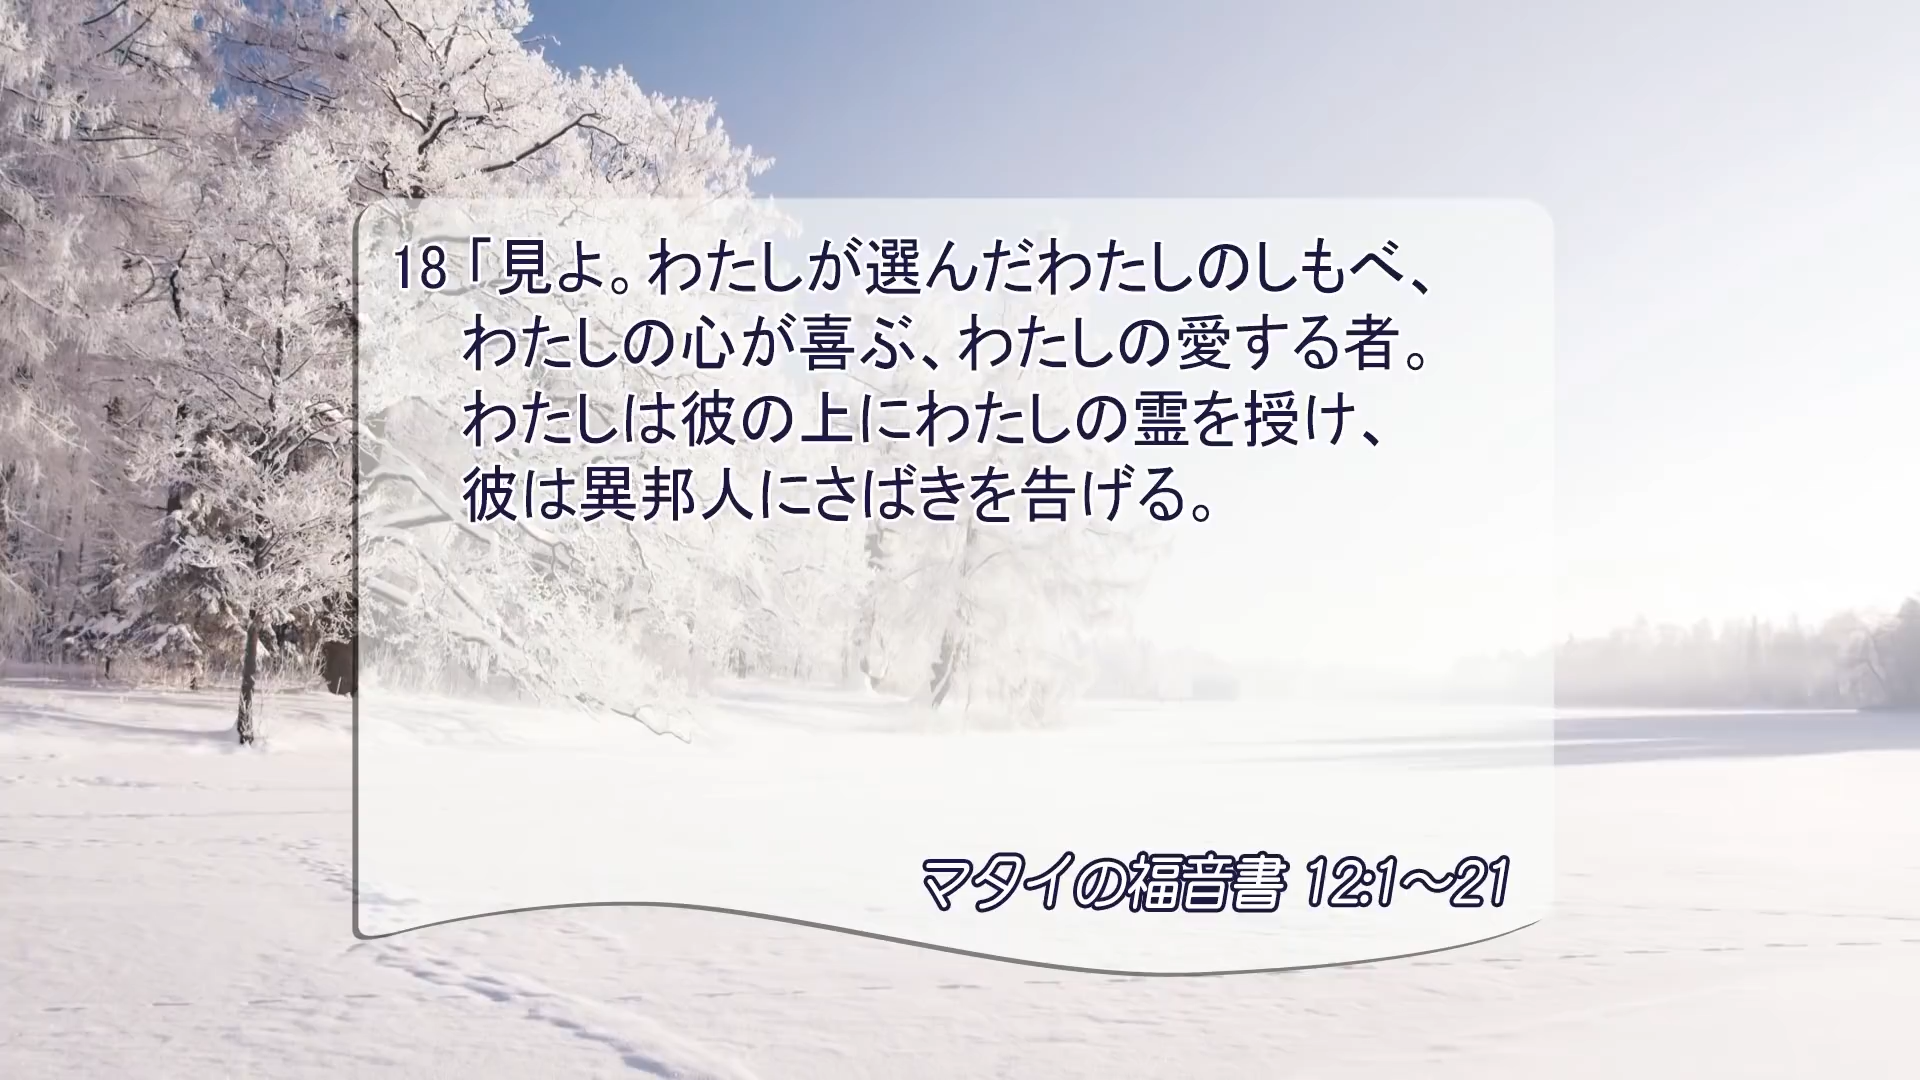 18「見よ。わたしが選んだわたしのしもべ、
わたしの心が喜ぶ、わたしの愛する者。
わたしは彼の上にわたしの霊を授け、
彼は異邦人にさばきを告げる。
マタイの福音書 12:1～21